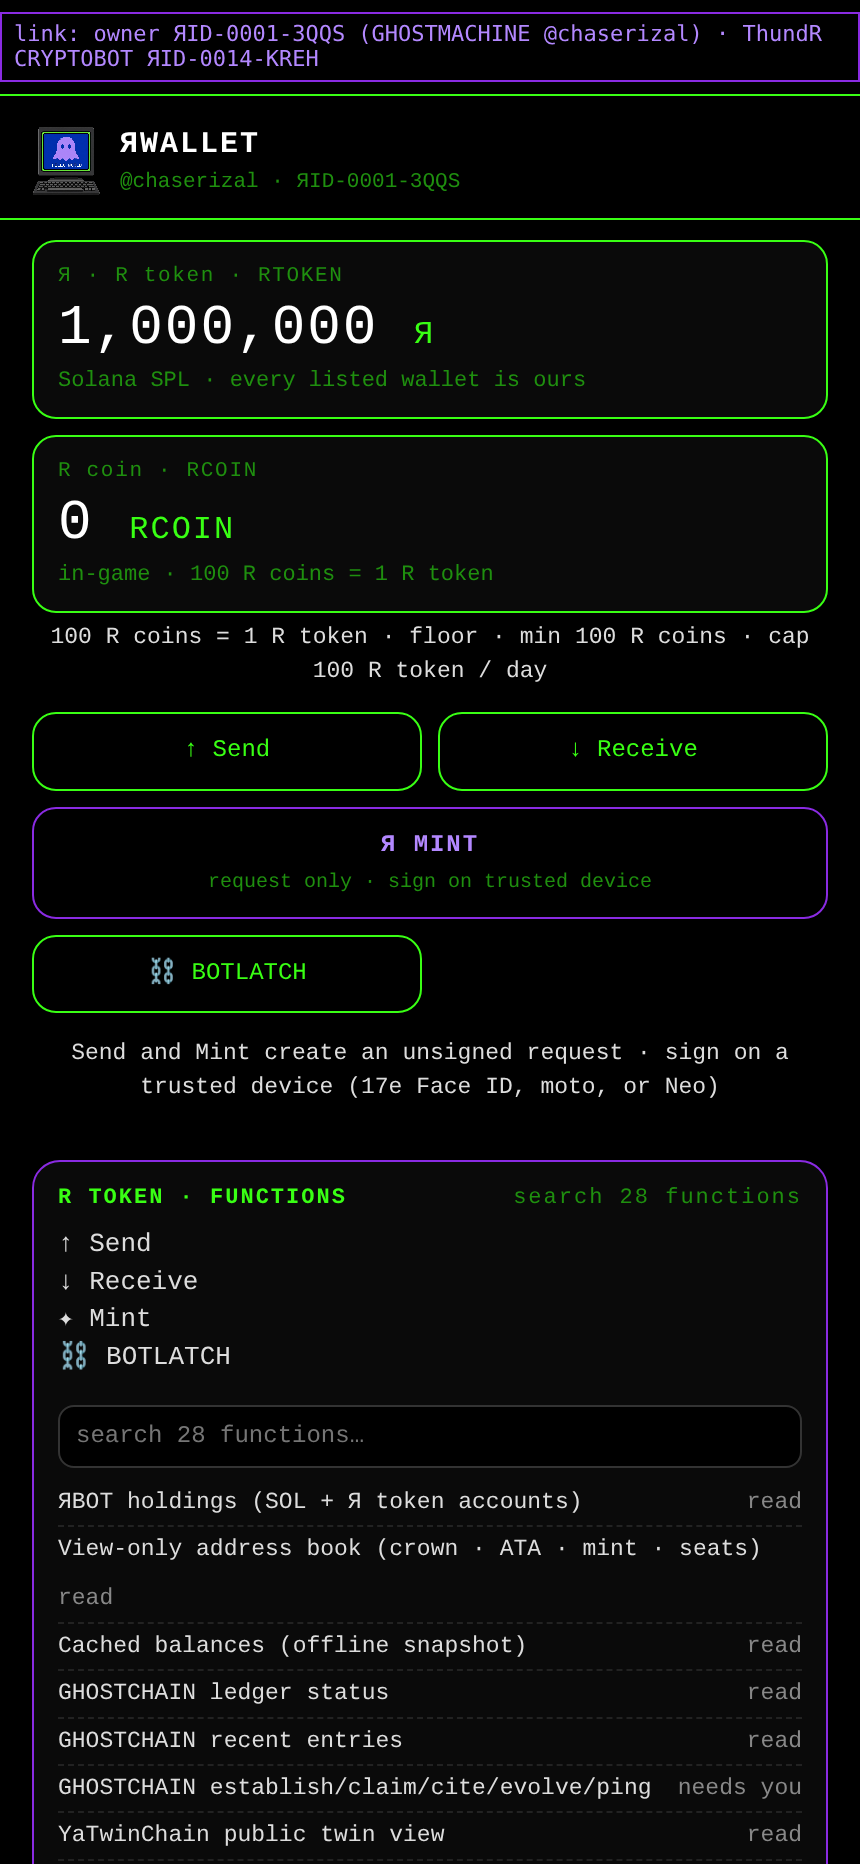 link: owner ЯID-0001-3QQS (GHOSTMACHINE @chaserizal) · ThundR
CRYPTOBOT ЯID-0014-KREH
ЯWALLET
@chaserizal · ЯID-0001-3QQS
Я · R token · RTOKEN
1,000,000 Я
Solana SPL · every listed wallet is ours
R coin · RCOIN
0 RCOIN
in-game · 100 R coins = 1 R token
100 R coins = 1 R token · floor · min 100 R coins · cap
100 R token / day
↑ Send
↓ Receive
Я MINT
request only · sign on trusted device
⛓ BOTLATCH
Send and Mint create an unsigned request · sign on a
trusted device (17e Face ID, moto, or Neo)
R TOKEN · FUNCTIONS
search 28 functions
↑ Send
↓ Receive
✦ Mint
⛓ BOTLATCH
search 28 functions…
ЯBOT holdings (SOL + Я token accounts) read
View-only address book (crown · ATA · mint · seats)
read
Cached balances (offline snapshot) read
GHOSTCHAIN ledger status read
GHOSTCHAIN recent entries read
GHOSTCHAIN establish/claim/cite/evolve/ping needs you
YaTwinChain public twin view read